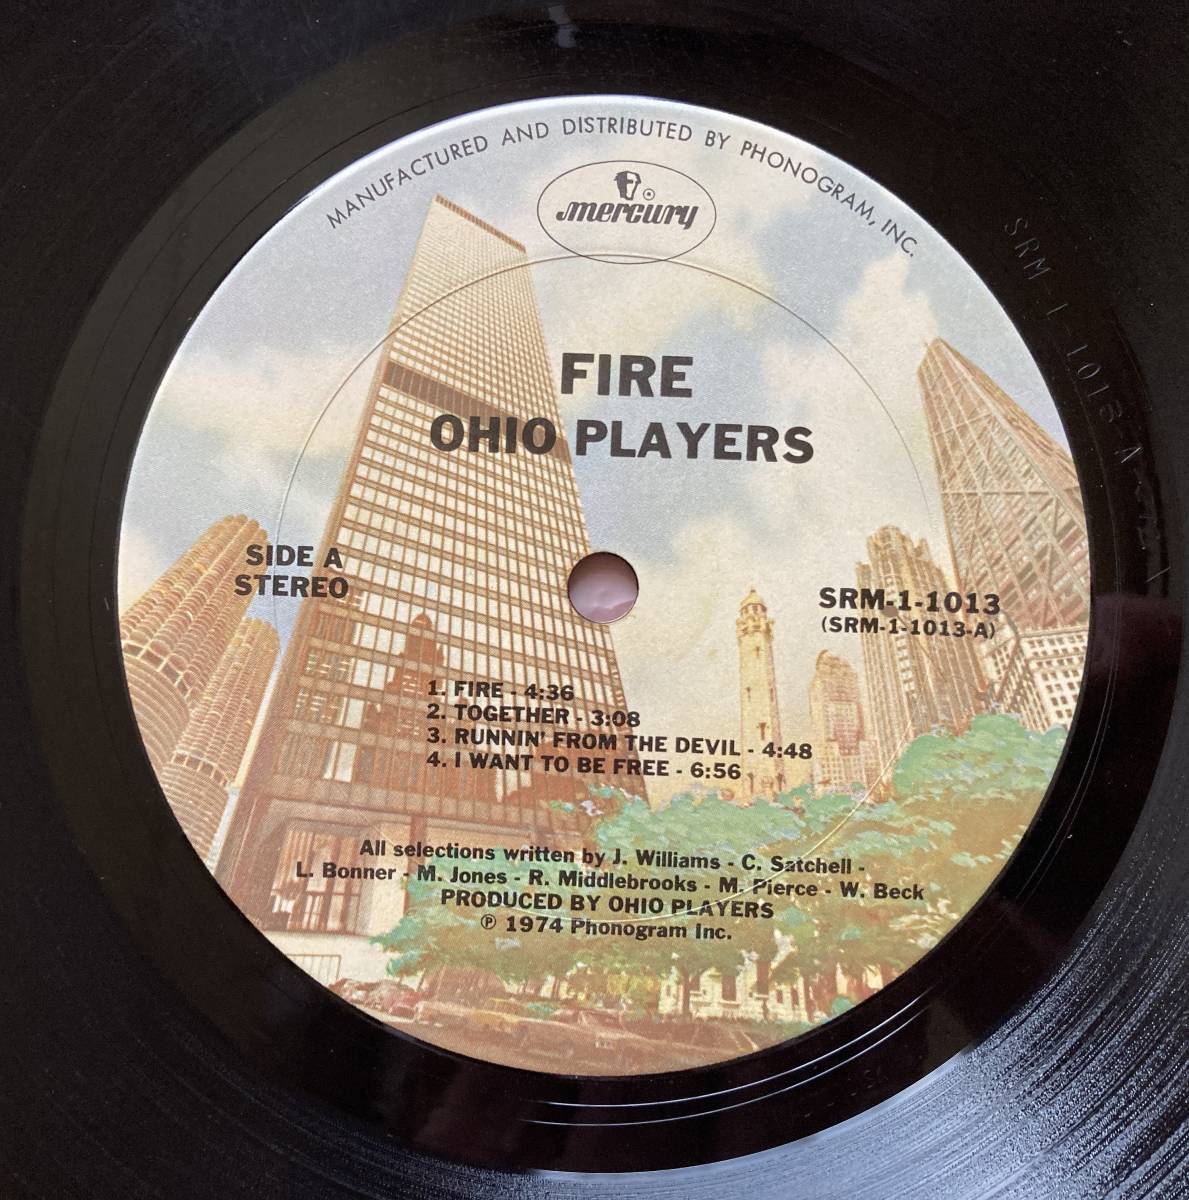 MANUFACTURED AND DISTRIBUTED BY PHONOGRAM, INC.
mercury
FIRE
OHIO PLAYERS
SIDE A
STEREO
SRM-1-1013
(SRM-1-1013-A)
1. FIRE - 4:36
2. TOGETHER - 3:08
3. RUNNIN' FROM THE DEVIL - 4:48
4. I WANT TO BE FREE - 6:56
All selections written by J. Williams - C. Satchell -
L. Bonner - M. Jones - R. Middlebrooks - M. Pierce - W. Beck
PRODUCED BY OHIO PLAYERS
℗ 1974 Phonogram Inc.
SRM-1-1013-A